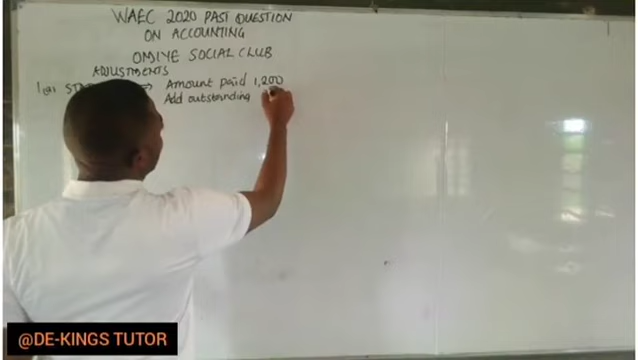 WAEC 2020 PAST QUESTION
ON ACCOUNTING
OMIYE SOCIAL CLUB
ADJUSTMENTS
1(a) => Amount paid 1,200
Add outstanding
@DE-KINGS TUTOR